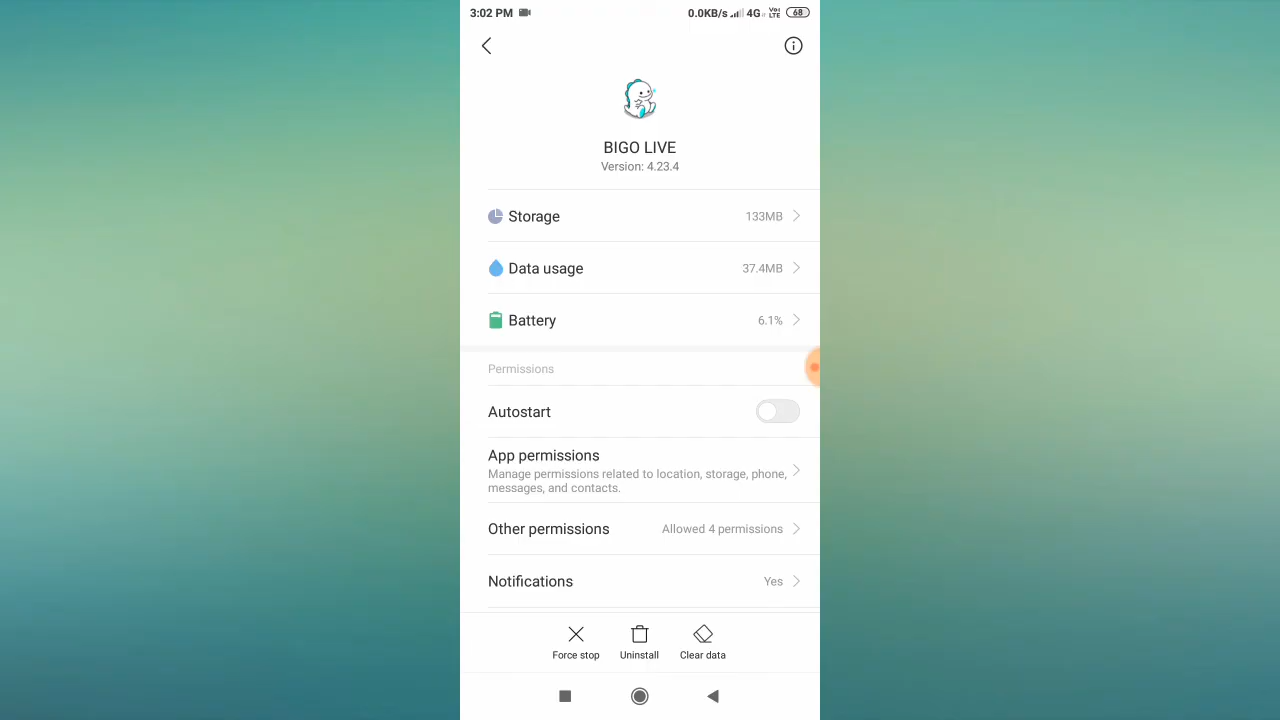 3:02 PM 0.0KB/s 4G Vo) LTE 68
BIGO LIVE
Version: 4.23.4
Storage 133MB
Data usage 37.4MB
Battery 6.1%
Permissions
Autostart
App permissions
Manage permissions related to location, storage, phone,
messages, and contacts.
Other permissions Allowed 4 permissions
Notifications Yes
Force stop Uninstall Clear data